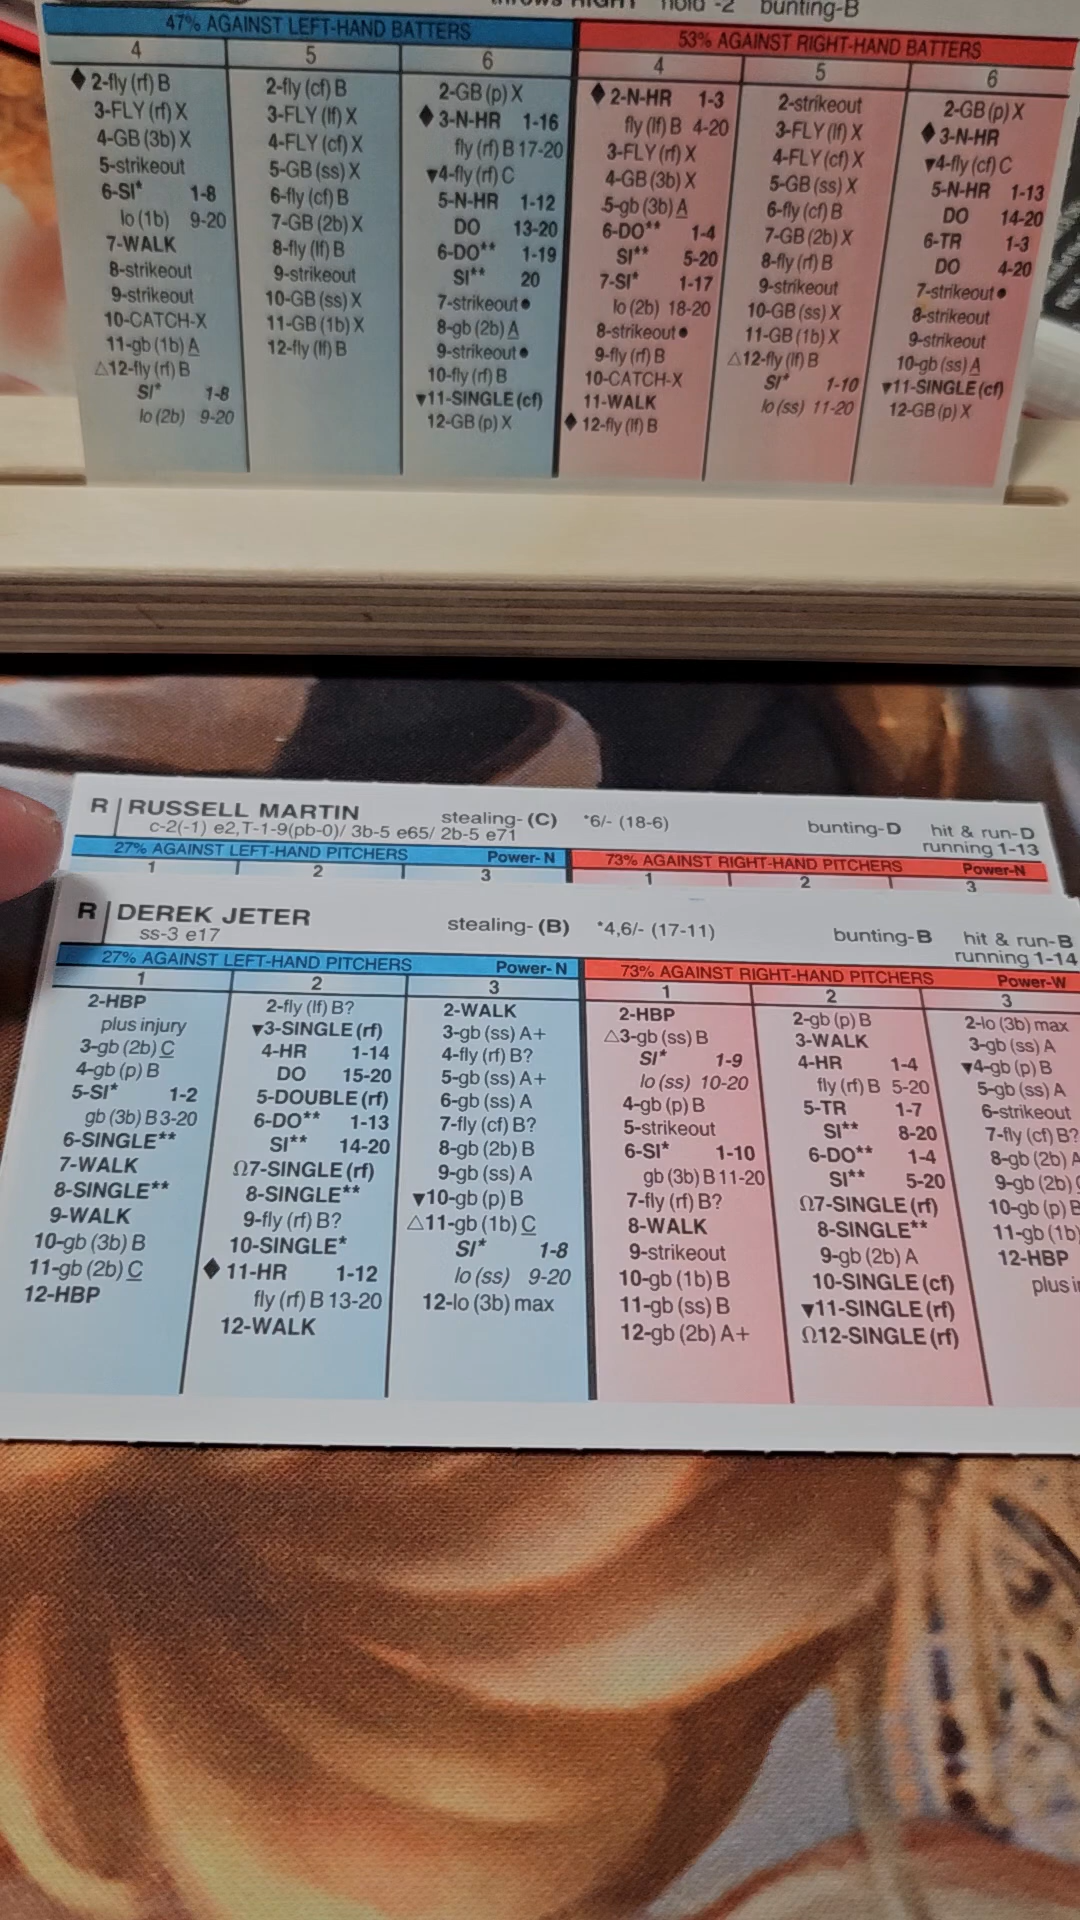 throws RIGHT hold -2 bunting-B
47% AGAINST LEFT-HAND BATTERS
4
♦2-fly (rf) B
3-FLY (rf) X
4-GB (3b) X
5-strikeout
6-SI* 1-8
lo (1b) 9-20
7-WALK
8-strikeout
9-strikeout
10-CATCH-X
11-gb (1b) A
△12-fly (rf) B
SI* 1-8
lo (2b) 9-20
5
2-fly (cf) B
3-FLY (lf) X
4-FLY (cf) X
5-GB (ss) X
6-fly (cf) B
7-GB (2b) X
8-fly (lf) B
9-strikeout
10-GB (ss) X
11-GB (1b) X
12-fly (lf) B
6
2-GB (p) X
♦3-N-HR 1-16
fly (rf) B 17-20
▼4-fly (rf) C
5-N-HR 1-12
DO 13-20
6-DO** 1-19
SI** 20
7-strikeout●
8-gb (2b) A
9-strikeout●
10-fly (rf) B
▼11-SINGLE (cf)
12-GB (p) X
53% AGAINST RIGHT-HAND BATTERS
4
♦2-N-HR 1-3
fly (lf) B 4-20
3-FLY (rf) X
4-GB (3b) X
5-gb (3b) A
6-DO** 1-4
SI** 5-20
7-SI* 1-17
lo (2b) 18-20
8-strikeout●
9-fly (rf) B
10-CATCH-X
11-WALK
♦12-fly (lf) B
5
2-strikeout
3-FLY (lf) X
4-FLY (cf) X
5-GB (ss) X
6-fly (cf) B
7-GB (2b) X
8-fly (rf) B
9-strikeout
10-GB (ss) X
11-GB (1b) X
△12-fly (lf) B
SI* 1-10
lo (ss) 11-20
6
2-GB (p) X
♦3-N-HR
▼4-fly (cf) C
5-N-HR 1-13
DO 14-20
6-TR 1-3
DO 4-20
7-strikeout●
8-strikeout
9-strikeout
10-gb (ss) A
▼11-SINGLE (cf)
12-GB (p) X
R RUSSELL MARTIN stealing- (C) *6/- (18-6) bunting-D hit & run-D
c-2(-1) e2,T-1-9(pb-0)/ 3b-5 e65/ 2b-5 e71 running 1-13
27% AGAINST LEFT-HAND PITCHERS Power-N 73% AGAINST RIGHT-HAND PITCHERS Power-N
1 2 3 1 2 3
R DEREK JETER stealing- (B) *4,6/- (17-11) bunting-B hit & run-B
ss-3 e17 running 1-14
27% AGAINST LEFT-HAND PITCHERS Power-N
1
2-HBP
plus injury
3-gb (2b) C
4-gb (p) B
5-SI* 1-2
gb (3b) B 3-20
6-SINGLE**
7-WALK
8-SINGLE**
9-WALK
10-gb (3b) B
11-gb (2b) C
12-HBP
2
2-fly (lf) B?
▼3-SINGLE (rf)
4-HR 1-14
DO 15-20
5-DOUBLE (rf)
6-DO** 1-13
SI** 14-20
Ω7-SINGLE (rf)
8-SINGLE**
9-fly (rf) B?
10-SINGLE*
♦11-HR 1-12
fly (rf) B 13-20
12-WALK
3
2-WALK
3-gb (ss) A+
4-fly (rf) B?
5-gb (ss) A+
6-gb (ss) A
7-fly (cf) B?
8-gb (2b) B
9-gb (ss) A
▼10-gb (p) B
△11-gb (1b) C
SI* 1-8
lo (ss) 9-20
12-lo (3b) max
73% AGAINST RIGHT-HAND PITCHERS Power-W
1
2-HBP
△3-gb (ss) B
SI* 1-9
lo (ss) 10-20
4-gb (p) B
5-strikeout
6-SI* 1-10
gb (3b) B 11-20
7-fly (rf) B?
8-WALK
9-strikeout
10-gb (1b) B
11-gb (ss) B
12-gb (2b) A+
2
2-gb (p) B
3-WALK
4-HR 1-4
fly (rf) B 5-20
5-TR 1-7
SI** 8-20
6-DO** 1-4
SI** 5-20
Ω7-SINGLE (rf)
8-SINGLE**
9-gb (2b) A
10-SINGLE (cf)
▼11-SINGLE (rf)
Ω12-SINGLE (rf)
3
2-lo (3b) max
3-gb (ss) A
▼4-gb (p) B
5-gb (ss) A
6-strikeout
7-fly (cf) B?
8-gb (2b) A
9-gb (2b)
10-gb (p) B
11-gb (1b)
12-HBP
plus